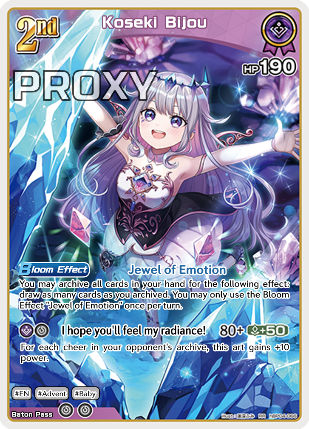 2nd
Koseki Bijou
HP190
PROXY
Bloom Effect Jewel of Emotion
You may archive all cards in your hand for the following effect:
draw as many cards as you archived. You may only use the Bloom
Effect "Jewel of Emotion" once per turn.
I hope you'll feel my radiance! 80+ +50
For each cheer in your opponent's archive, this art gains +10
power.
#EN #Advent #Baby
Baton Pass